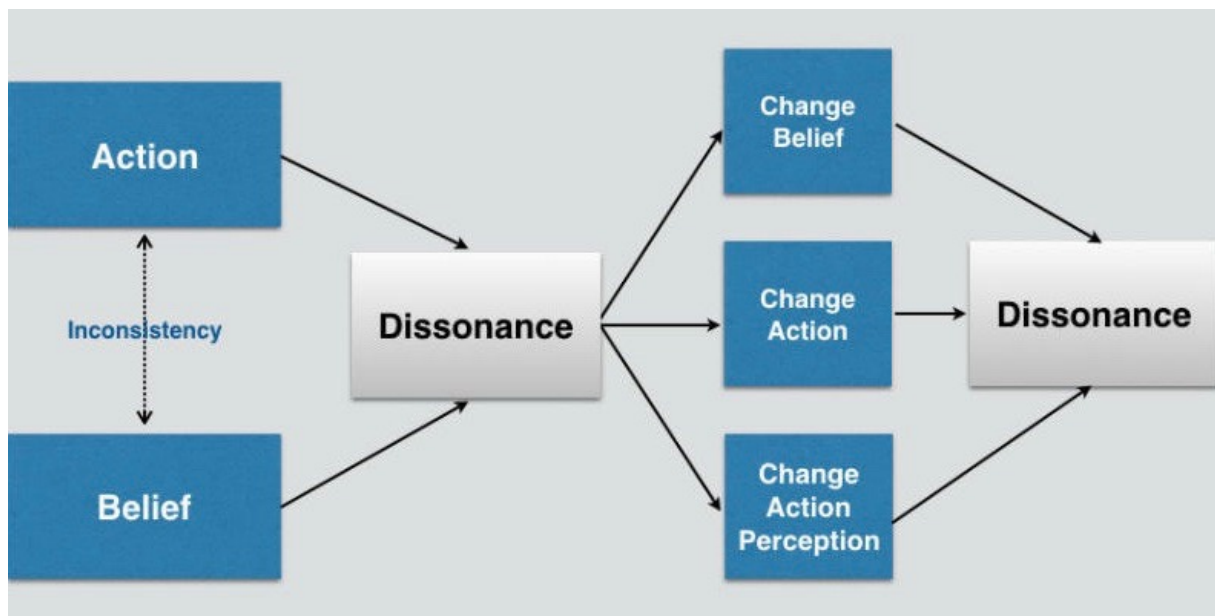 Action
Inconsistency
Belief
Dissonance
Change
Belief
Change
Action
Change
Action
Perception
Dissonance